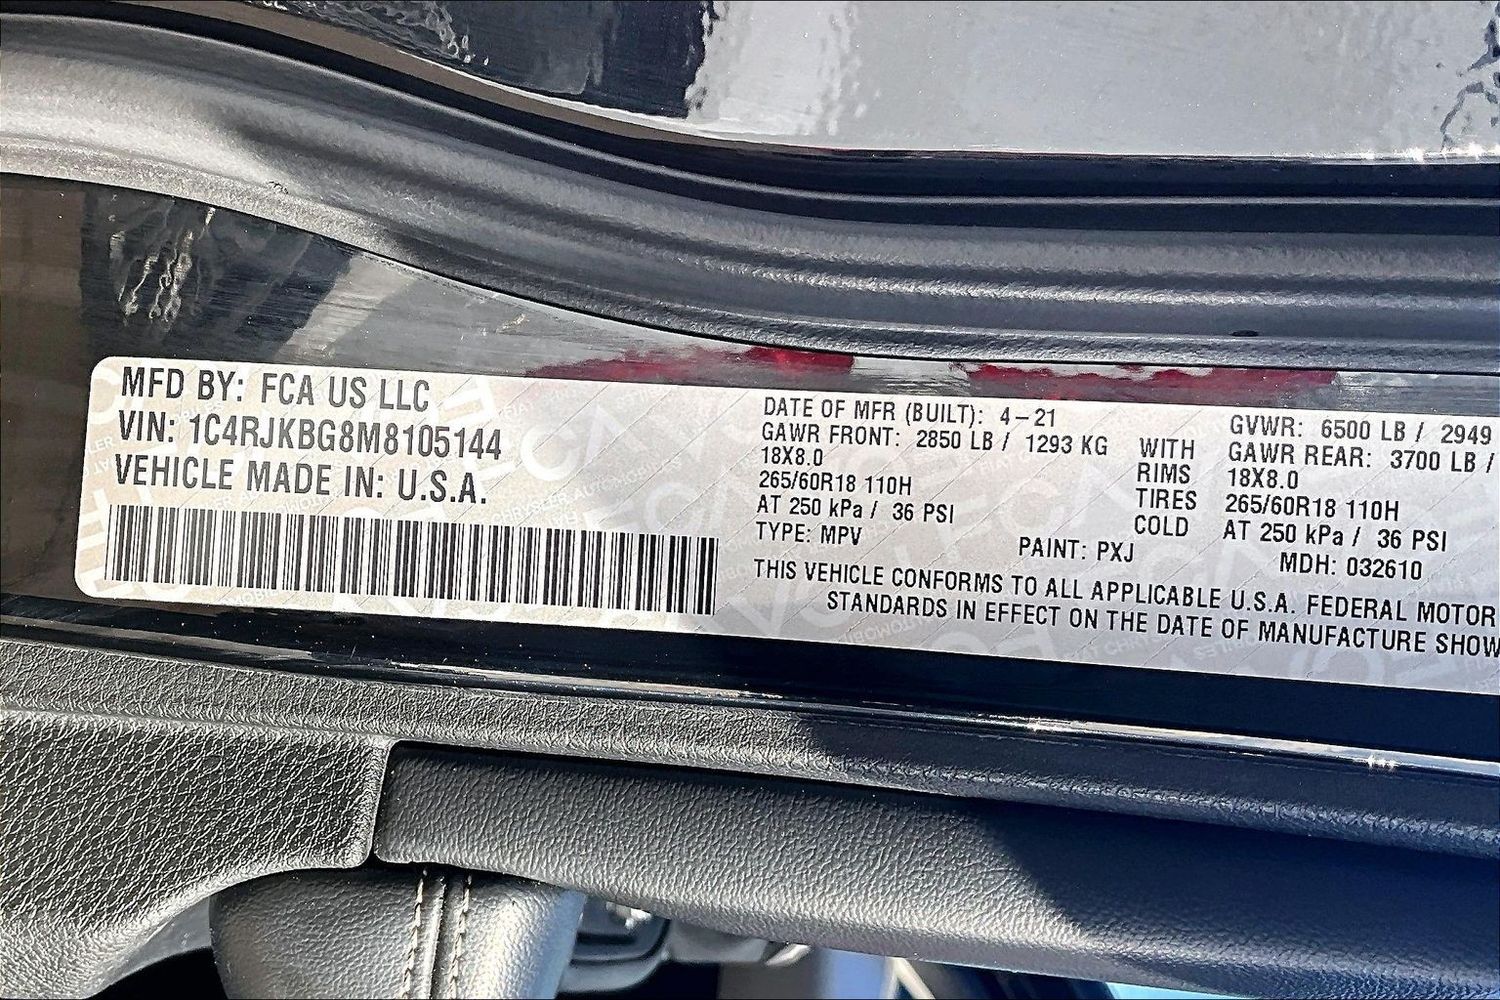 MFD BY: FCA US LLC
VIN: 1C4RJKBG8M8105144
VEHICLE MADE IN: U.S.A.
DATE OF MFR (BUILT): 4-21
GAWR FRONT: 2850 LB / 1293 KG
18X8.0
265/60R18 110H
AT 250 kPa / 36 PSI
TYPE: MPV
WITH
RIMS
TIRES
COLD
PAINT: PXJ
GVWR: 6500 LB / 2949
GAWR REAR: 3700 LB /
18X8.0
265/60R18 110H
AT 250 kPa / 36 PSI
MDH: 032610
THIS VEHICLE CONFORMS TO ALL APPLICABLE U.S.A. FEDERAL MOTOR
STANDARDS IN EFFECT ON THE DATE OF MANUFACTURE SHOW